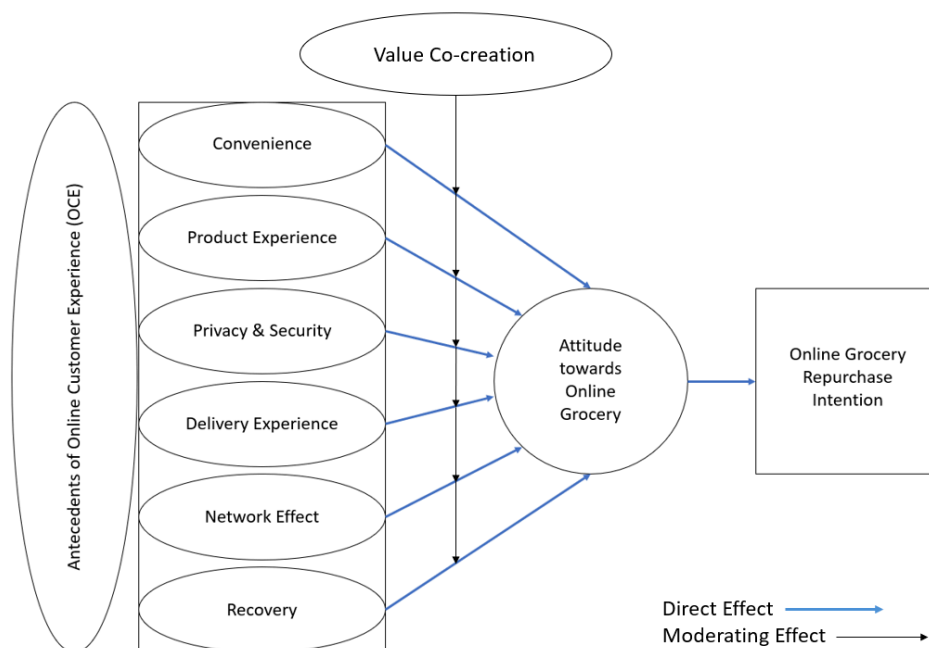 Value Co-creation
Antecedents of Online Customer Experience (OCE)
Convenience
Product Experience
Privacy & Security
Delivery Experience
Network Effect
Recovery
Attitude
towards
Online
Grocery
Online Grocery
Repurchase
Intention
Direct Effect
Moderating Effect